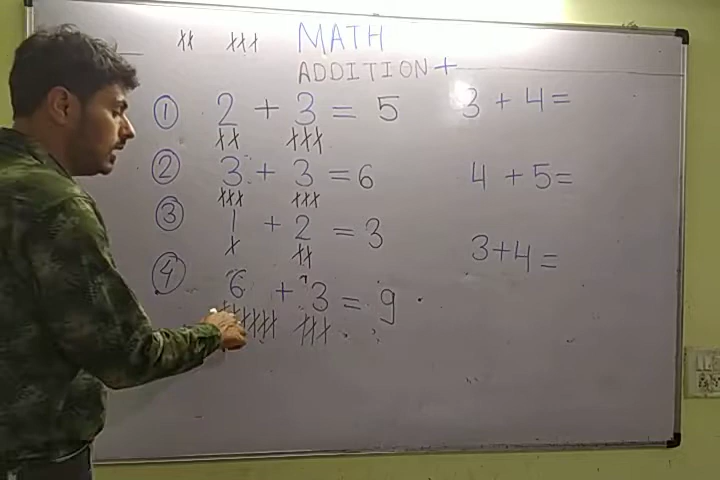 MATH
ADDITION +
① 2 + 3 = 5
② 3 + 3 = 6
③ 1 + 2 = 3
④ 6 + 3 = 9
3 + 4 =
4 + 5 =
3 + 4 =